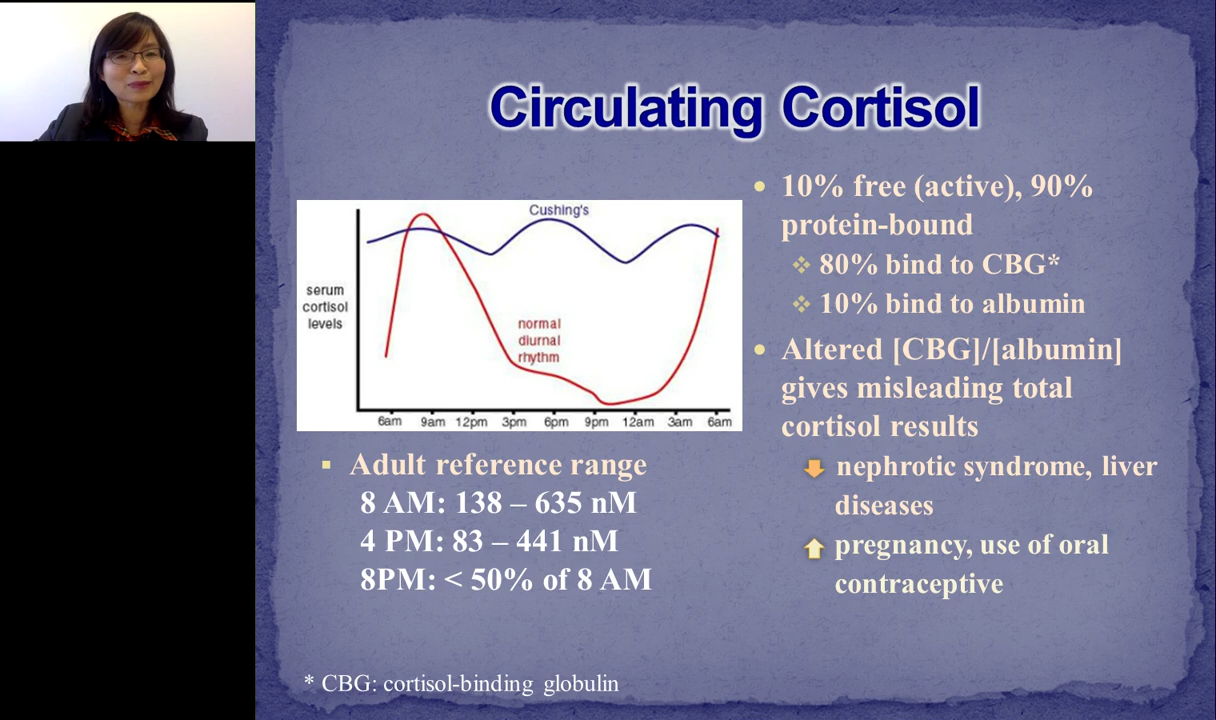 Circulating Cortisol
Cushing's
serum
cortisol
levels
normal
diurnal
rhythm
6am 9am 12pm 3pm 6pm 9pm 12am 3am 6am
▪ Adult reference range
8 AM: 138 – 635 nM
4 PM: 83 – 441 nM
8PM: < 50% of 8 AM
• 10% free (active), 90%
protein-bound
❖ 80% bind to CBG*
❖ 10% bind to albumin
• Altered [CBG]/[albumin]
gives misleading total
cortisol results
nephrotic syndrome, liver
diseases
pregnancy, use of oral
contraceptive
* CBG: cortisol-binding globulin